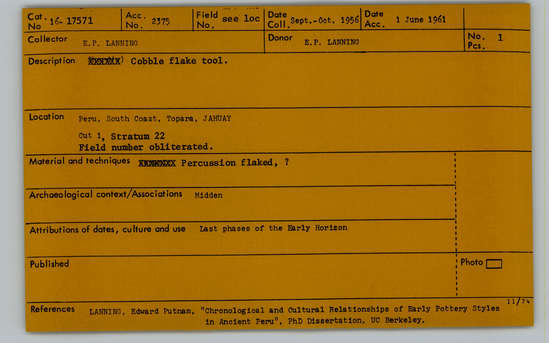 Cat. No 16-17571 Acc. No. 2375 Field No. see loc Date Coll. Sept.-Oct. 1956 Date Acc. 1 June 1961
Collector E.P. LANNING Donor E.P. LANNING No. Pcs. 1
Description Cobble flake tool.
Location Peru, South Coast, Topara, JAHUAY
Cut 1, Stratum 22
Field number obliterated.
Material and techniques Percussion flaked, ?
Archaeological context/Associations Midden
Attributions of dates, culture and use Last phases of the Early Horizon
Published Photo
11/74
References LANNING, Edward Putnam, "Chronological and Cultural Relationships of Early Pottery Styles
in Ancient Peru", PhD Dissertation, UC Berkeley.